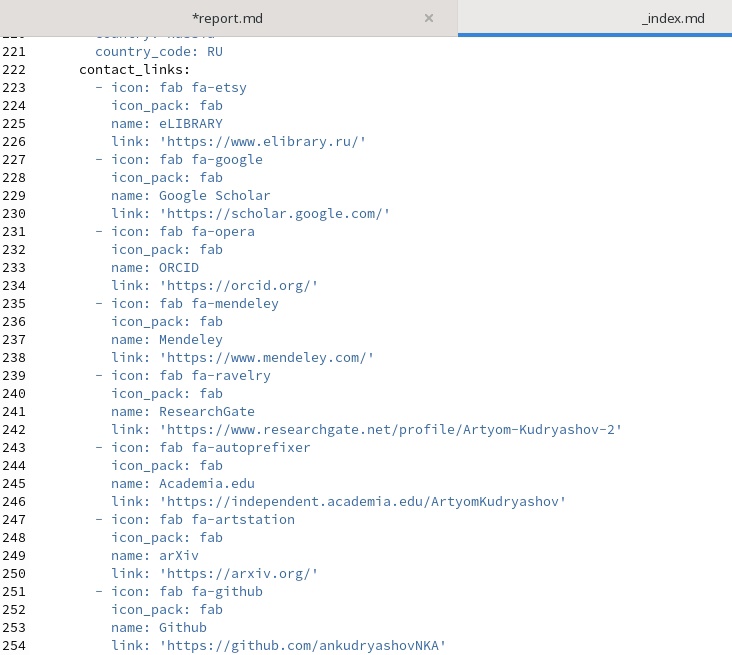 *report.md ×
_index.md
221 country_code: RU
222 contact_links:
223 - icon: fab fa-etsy
224 icon_pack: fab
225 name: eLIBRARY
226 link: 'https://www.elibrary.ru/'
227 - icon: fab fa-google
228 icon_pack: fab
229 name: Google Scholar
230 link: 'https://scholar.google.com/'
231 - icon: fab fa-opera
232 icon_pack: fab
233 name: ORCID
234 link: 'https://orcid.org/'
235 - icon: fab fa-mendeley
236 icon_pack: fab
237 name: Mendeley
238 link: 'https://www.mendeley.com/'
239 - icon: fab fa-ravelry
240 icon_pack: fab
241 name: ResearchGate
242 link: 'https://www.researchgate.net/profile/Artyom-Kudryashov-2'
243 - icon: fab fa-autoprefixer
244 icon_pack: fab
245 name: Academia.edu
246 link: 'https://independent.academia.edu/ArtyomKudryashov'
247 - icon: fab fa-artstation
248 icon_pack: fab
249 name: arXiv
250 link: 'https://arxiv.org/'
251 - icon: fab fa-github
252 icon_pack: fab
253 name: Github
254 link: 'https://github.com/ankudryashovNKA'